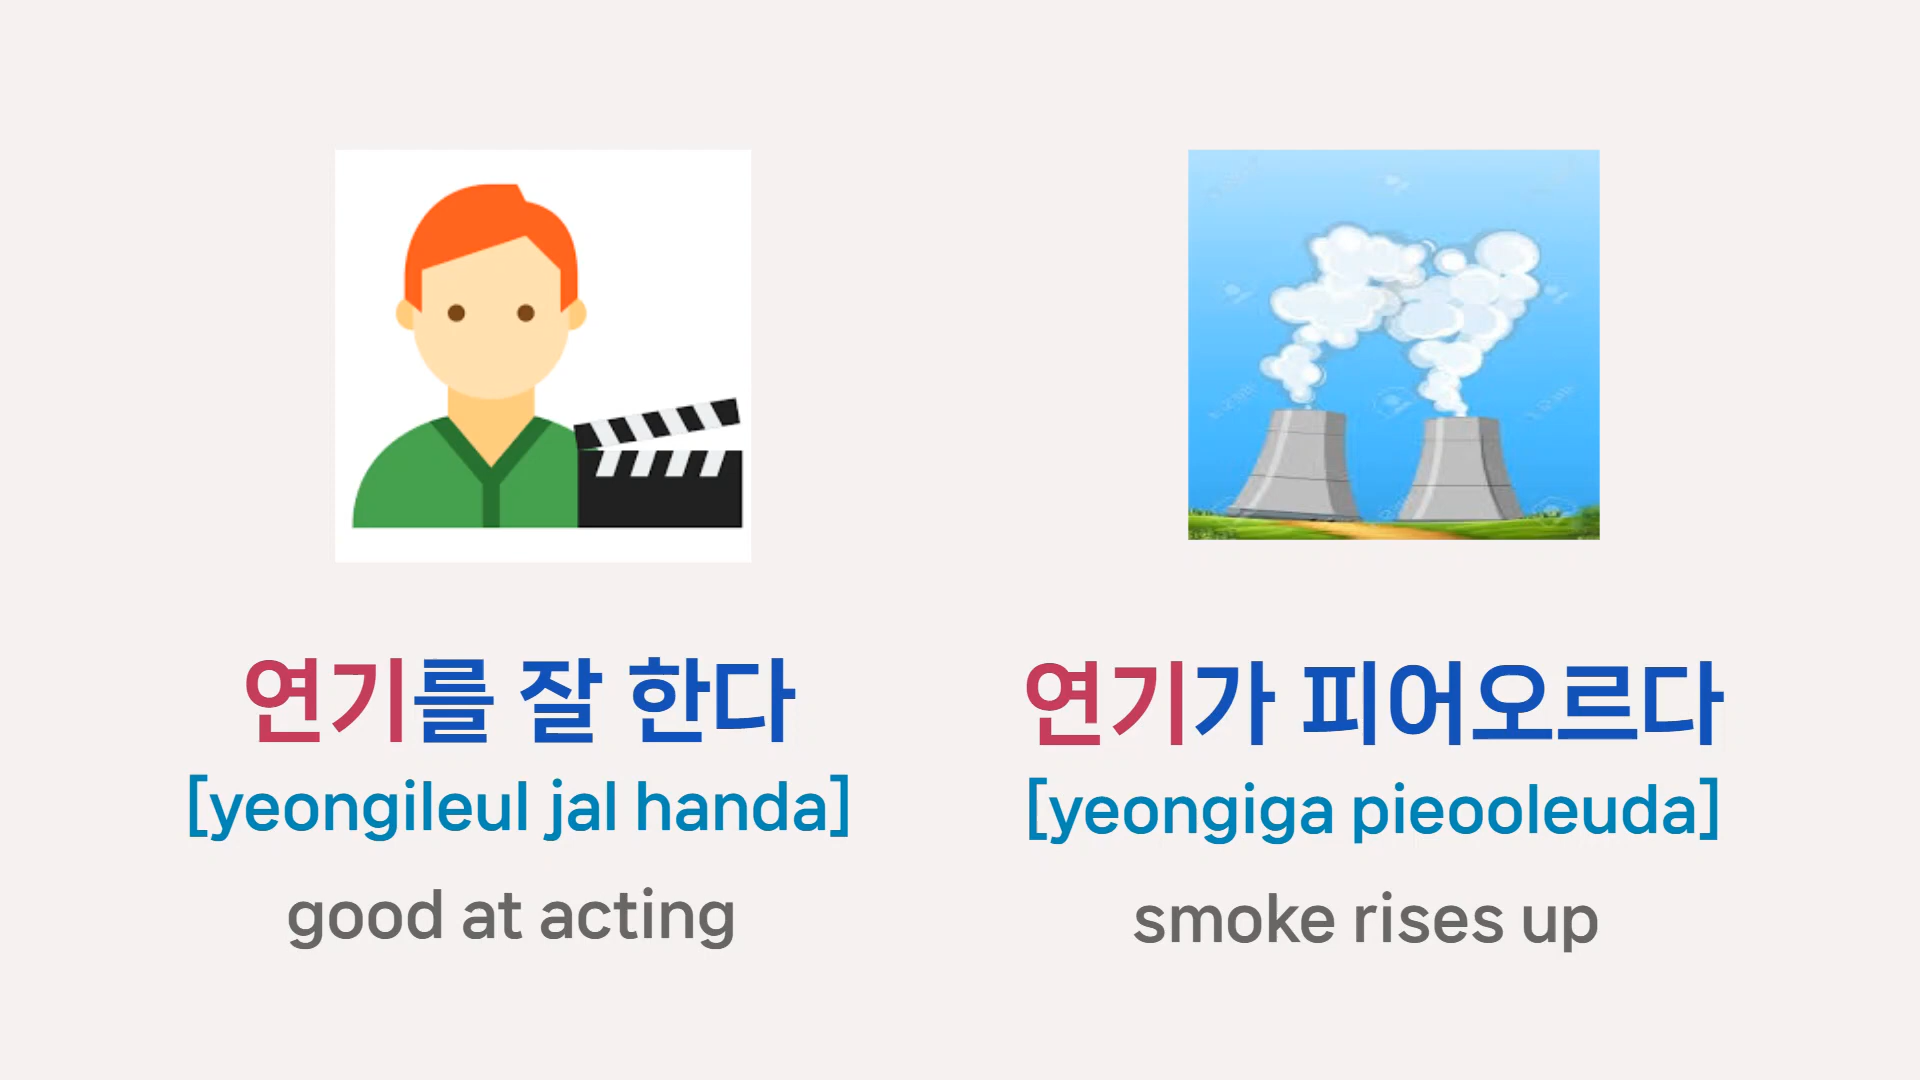 연기를 잘 한다
[yeongileul jal handa]
good at acting
연기가 피어오르다
[yeongiga pieooleuda]
smoke rises up